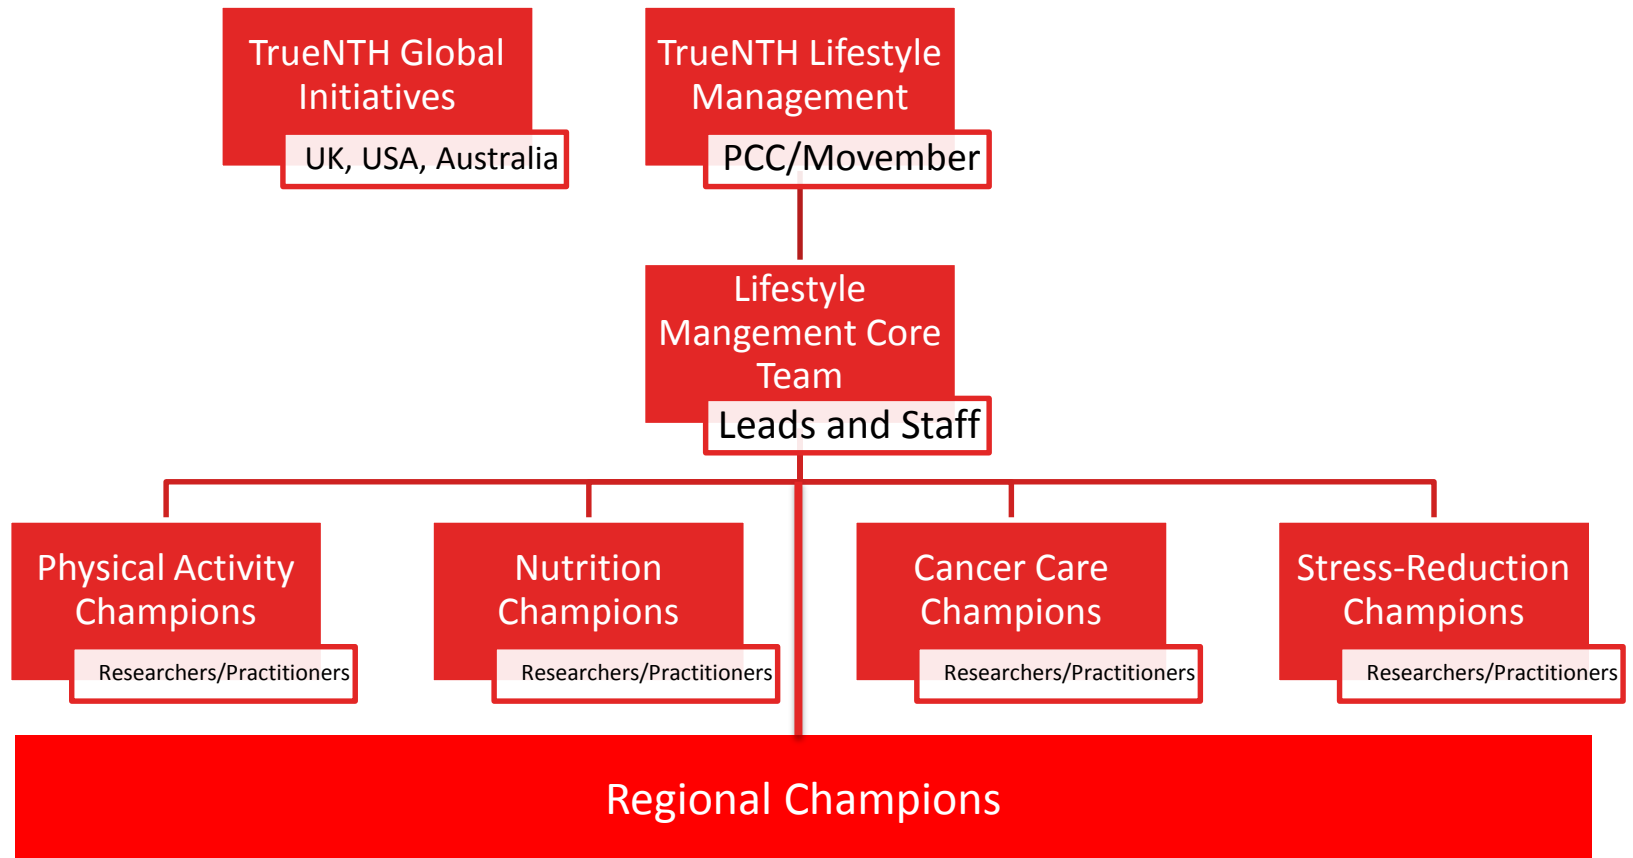 TrueNTH Global
Initiatives
UK, USA, Australia
TrueNTH Lifestyle
Management
PCC/Movember
Lifestyle
Mangement Core
Team
Leads and Staff
Physical Activity
Champions
Researchers/Practitioners
Nutrition
Champions
Researchers/Practitioners
Cancer Care
Champions
Researchers/Practitioners
Stress-Reduction
Champions
Researchers/Practitioners
Regional Champions